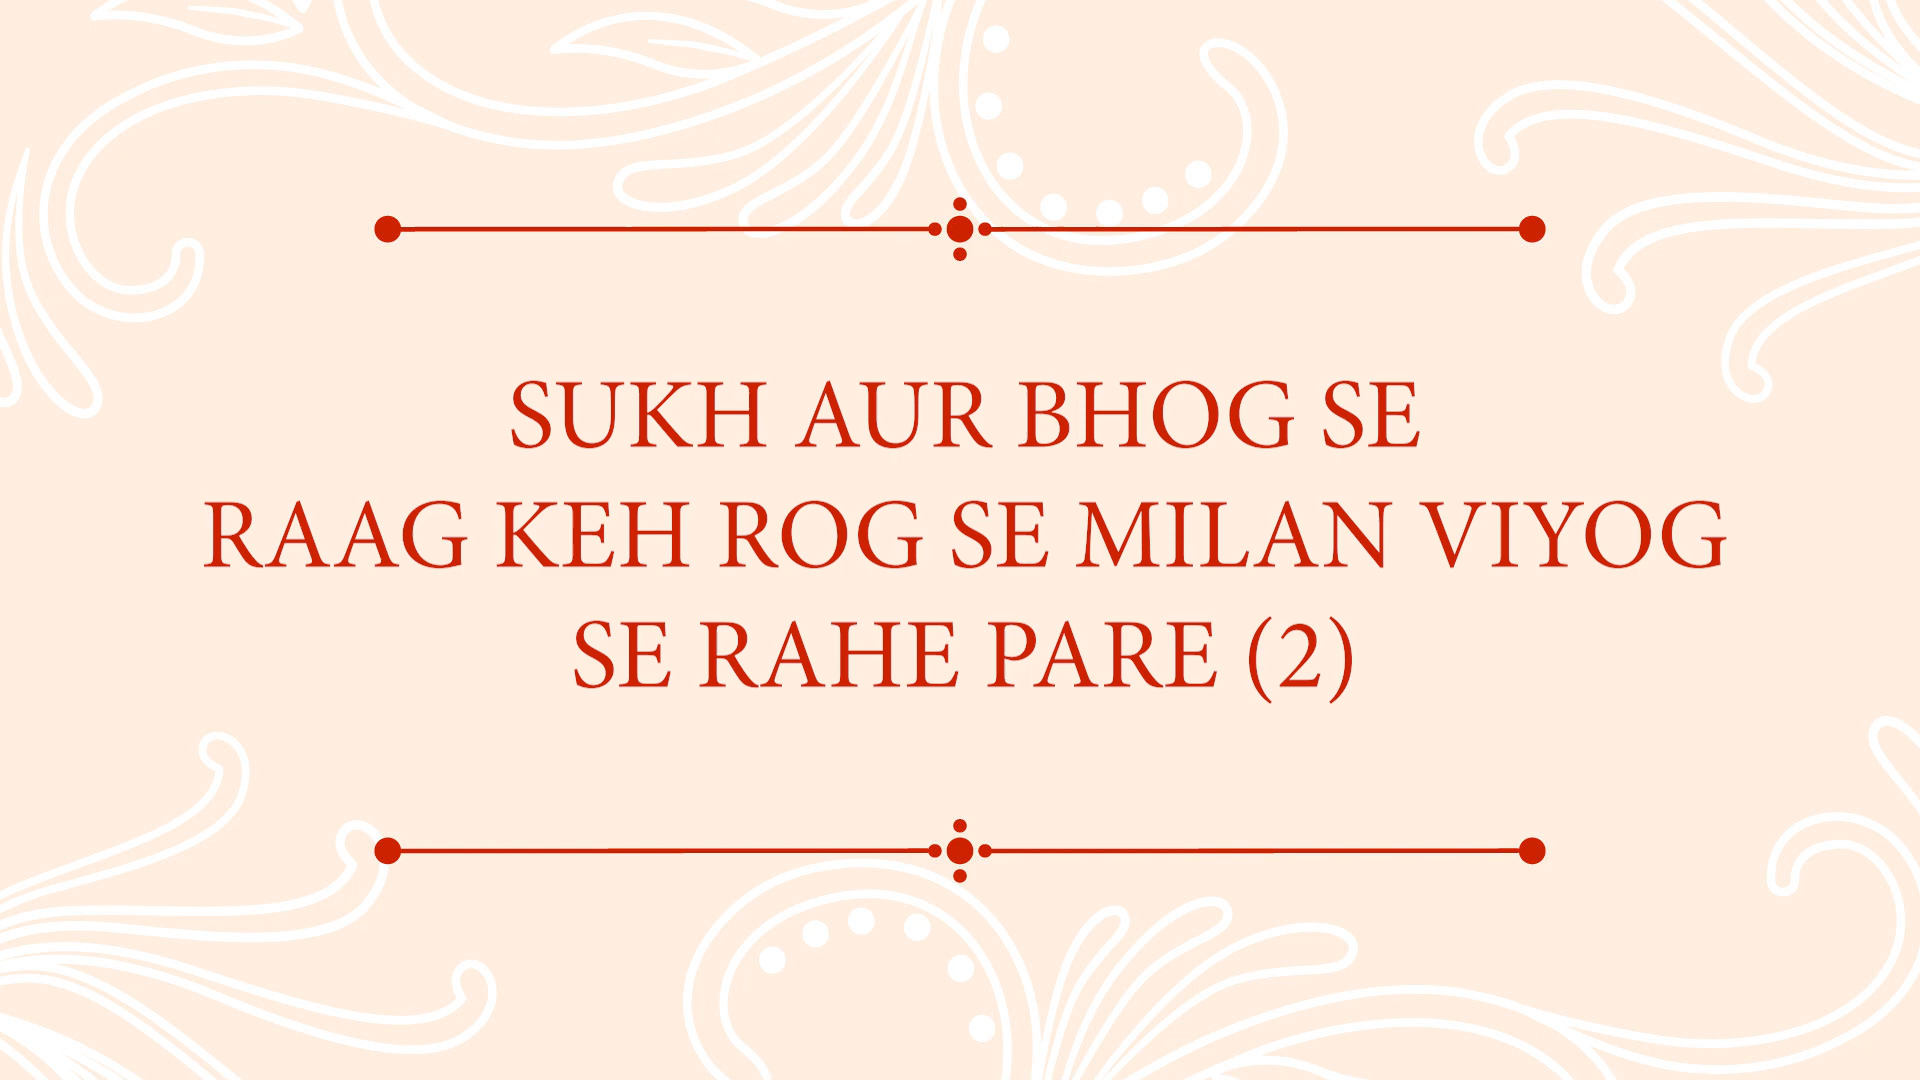 SUKH AUR BHOG SE
RAAG KEH ROG SE MILAN VIYOG
SE RAHE PARE (2)